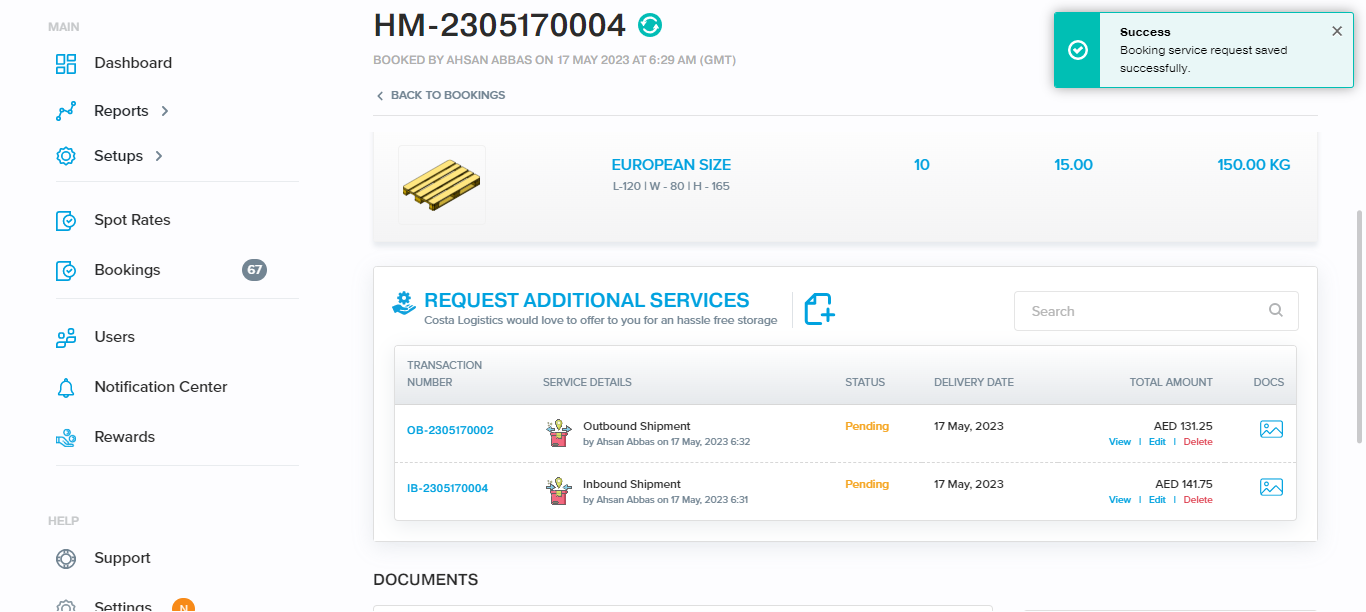 MAIN
Dashboard
Reports
Setups
Spot Rates
Bookings
67
Users
Notification Center
Rewards
HELP
Support
Settings
N
HM-2305170004
BOOKED BY AHSAN ABBAS ON 17 MAY 2023 AT 6:29 AM (GMT)
BACK TO BOOKINGS
Success
Booking service request saved
successfully.
EUROPEAN SIZE
L-120 | W - 80 | H - 165
10
15.00
150.00 KG
REQUEST ADDITIONAL SERVICES
Costa Logistics would love to offer to you for an hassle free storage
Search
TRANSACTION
NUMBER
SERVICE DETAILS
STATUS
DELIVERY DATE
TOTAL AMOUNT
DOCS
OB-2305170002
Outbound Shipment
by Ahsan Abbas on 17 May, 2023 6:32
Pending
17 May, 2023
AED 131.25
View | Edit | Delete
IB-2305170004
Inbound Shipment
by Ahsan Abbas on 17 May, 2023 6:31
Pending
17 May, 2023
AED 141.75
View | Edit | Delete
DOCUMENTS